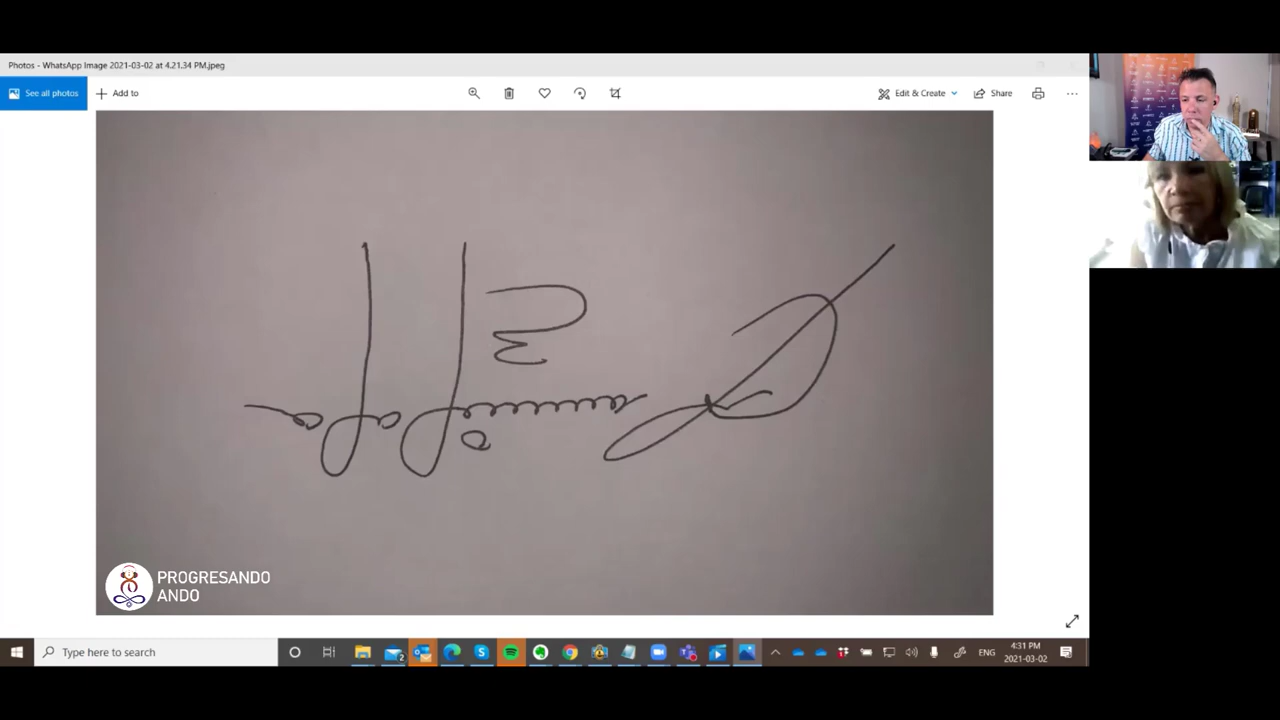 Photos - WhatsApp Image 2021-03-02 at 4.21.34 PM.jpeg
See all photos
Add to
Edit & Create
Share
PROGRESANDO
ANDO
Type here to search
2
ENG
4:31 PM
2021-03-02